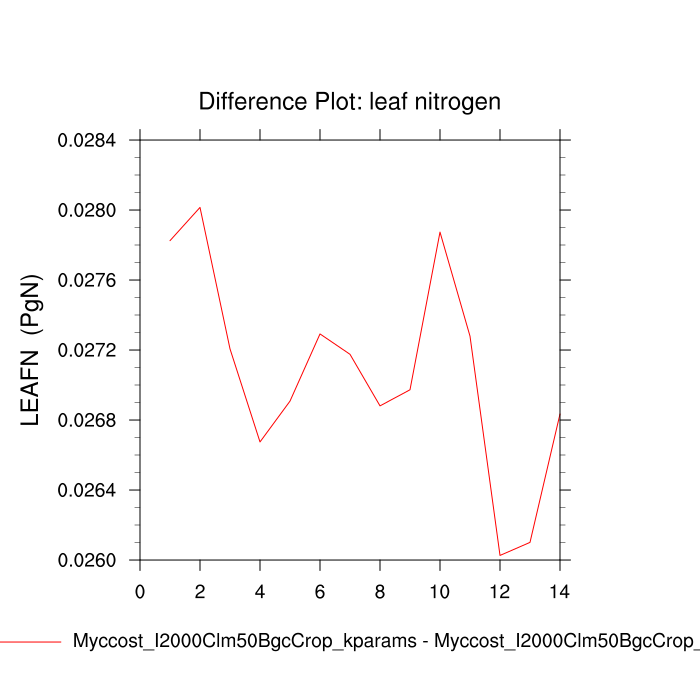 Difference Plot: leaf nitrogen
LEAFN (PgN)
0.0284
0.0280
0.0276
0.0272
0.0268
0.0264
0.0260
0 2 4 6 8 10 12 14
Myccost_I2000Clm50BgcCrop_kparams - Myccost_I2000Clm50BgcCrop_